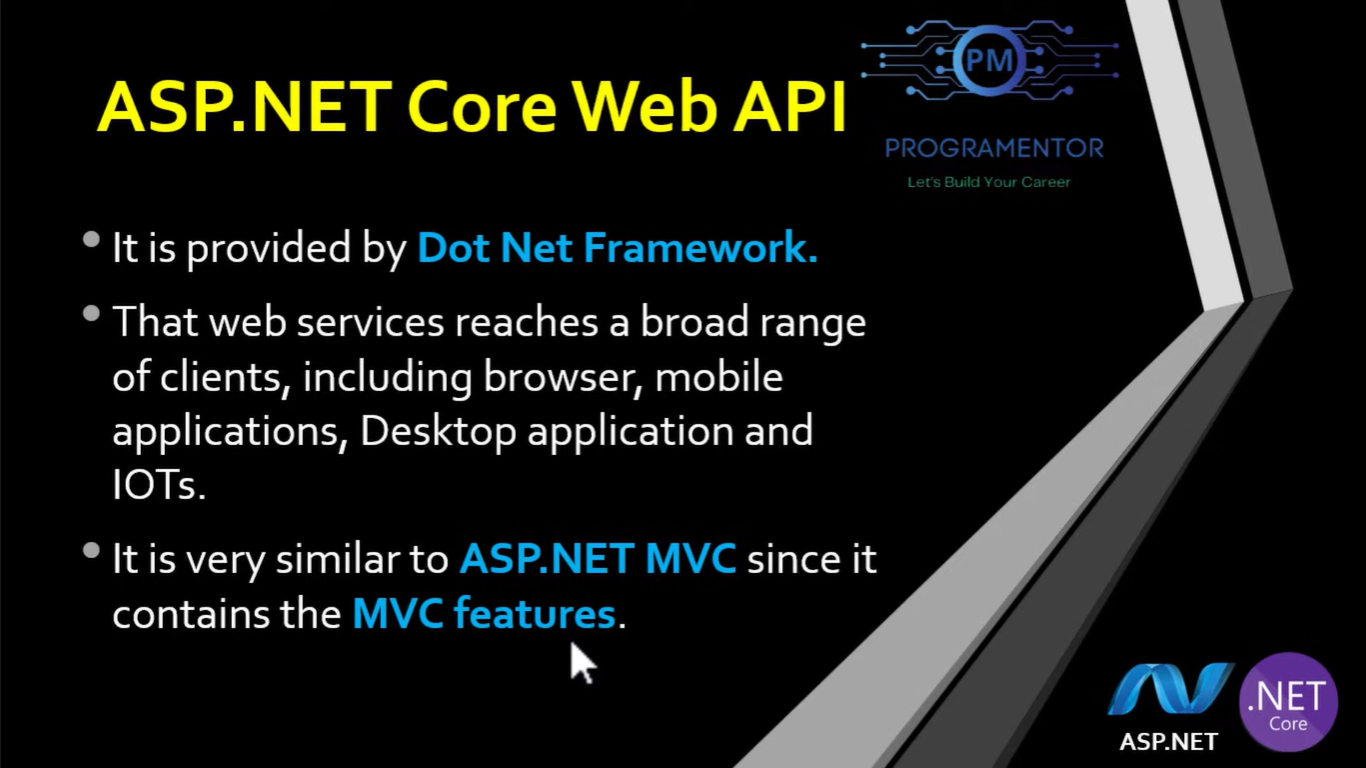 ASP.NET Core Web API
PM
PROGRAMENTOR
Let's Build Your Career
It is provided by Dot Net Framework.
That web services reaches a broad range
of clients, including browser, mobile
applications, Desktop application and
IOTs.
It is very similar to ASP.NET MVC since it
contains the MVC features.
ASP.NET
.NET
Core